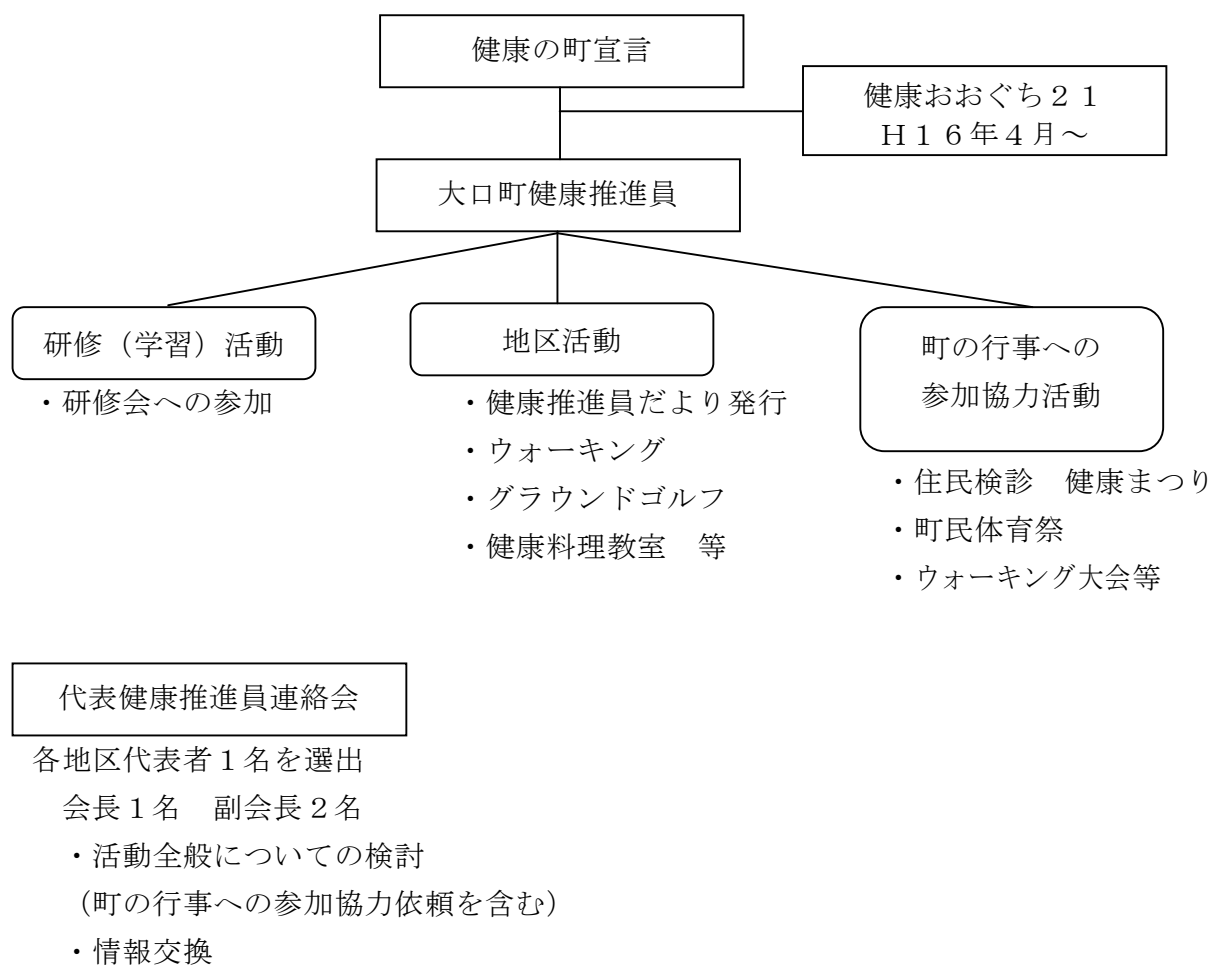 健康の町宣言
健康おおぐち２１
Ｈ１６年４月～
大口町健康推進員
研修（学習）活動
・研修会への参加
地区活動
・健康推進員だより発行
・ウォーキング
・グラウンドゴルフ
・健康料理教室　等
町の行事への
参加協力活動
・住民検診　健康まつり
・町民体育祭
・ウォーキング大会等
代表健康推進員連絡会
各地区代表者１名を選出
会長１名　副会長２名
・活動全般についての検討
（町の行事への参加協力依頼を含む）
・情報交換